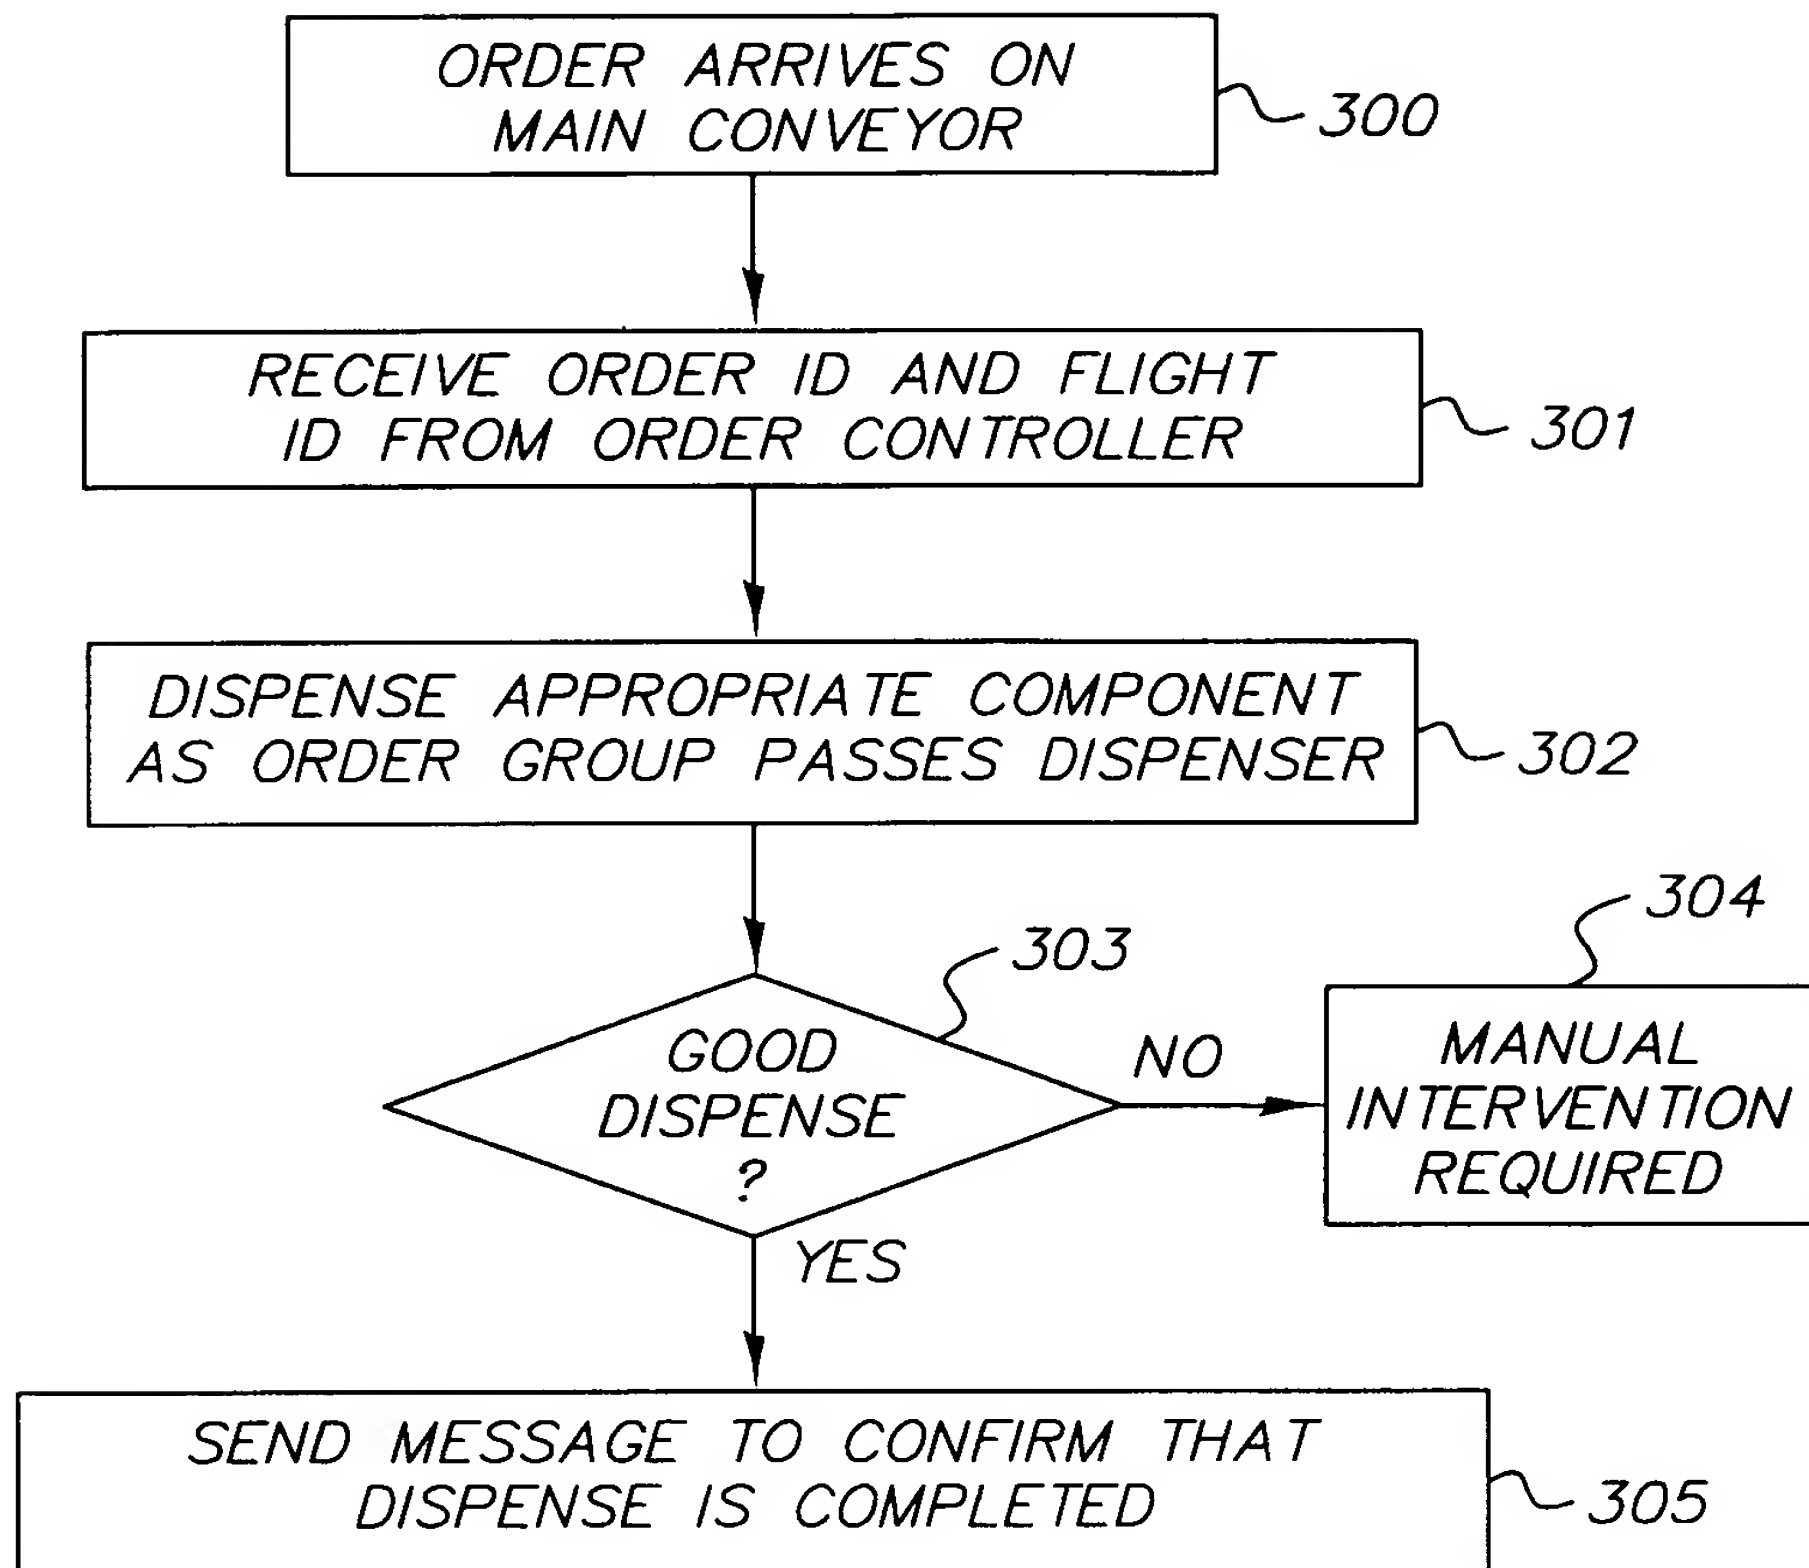 ORDER ARRIVES ON
MAIN CONVEYOR
300
RECEIVE ORDER ID AND FLIGHT
ID FROM ORDER CONTROLLER
301
DISPENSE APPROPRIATE COMPONENT
AS ORDER GROUP PASSES DISPENSER
302
303
304
GOOD
DISPENSE
?
NO
MANUAL
INTERVENTION
REQUIRED
YES
SEND MESSAGE TO CONFIRM THAT
DISPENSE IS COMPLETED
305